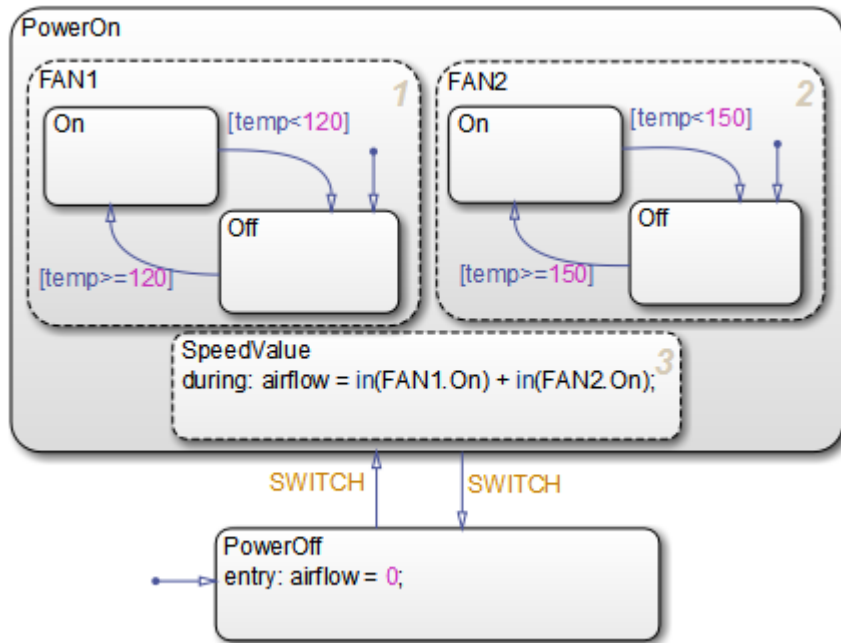 PowerOn
FAN1
1
On
[temp<120]
Off
[temp>=120]
FAN2
2
On
[temp<150]
Off
[temp>=150]
SpeedValue
3
during: airflow = in(FAN1.On) + in(FAN2.On);
SWITCH
SWITCH
PowerOff
entry: airflow = 0;